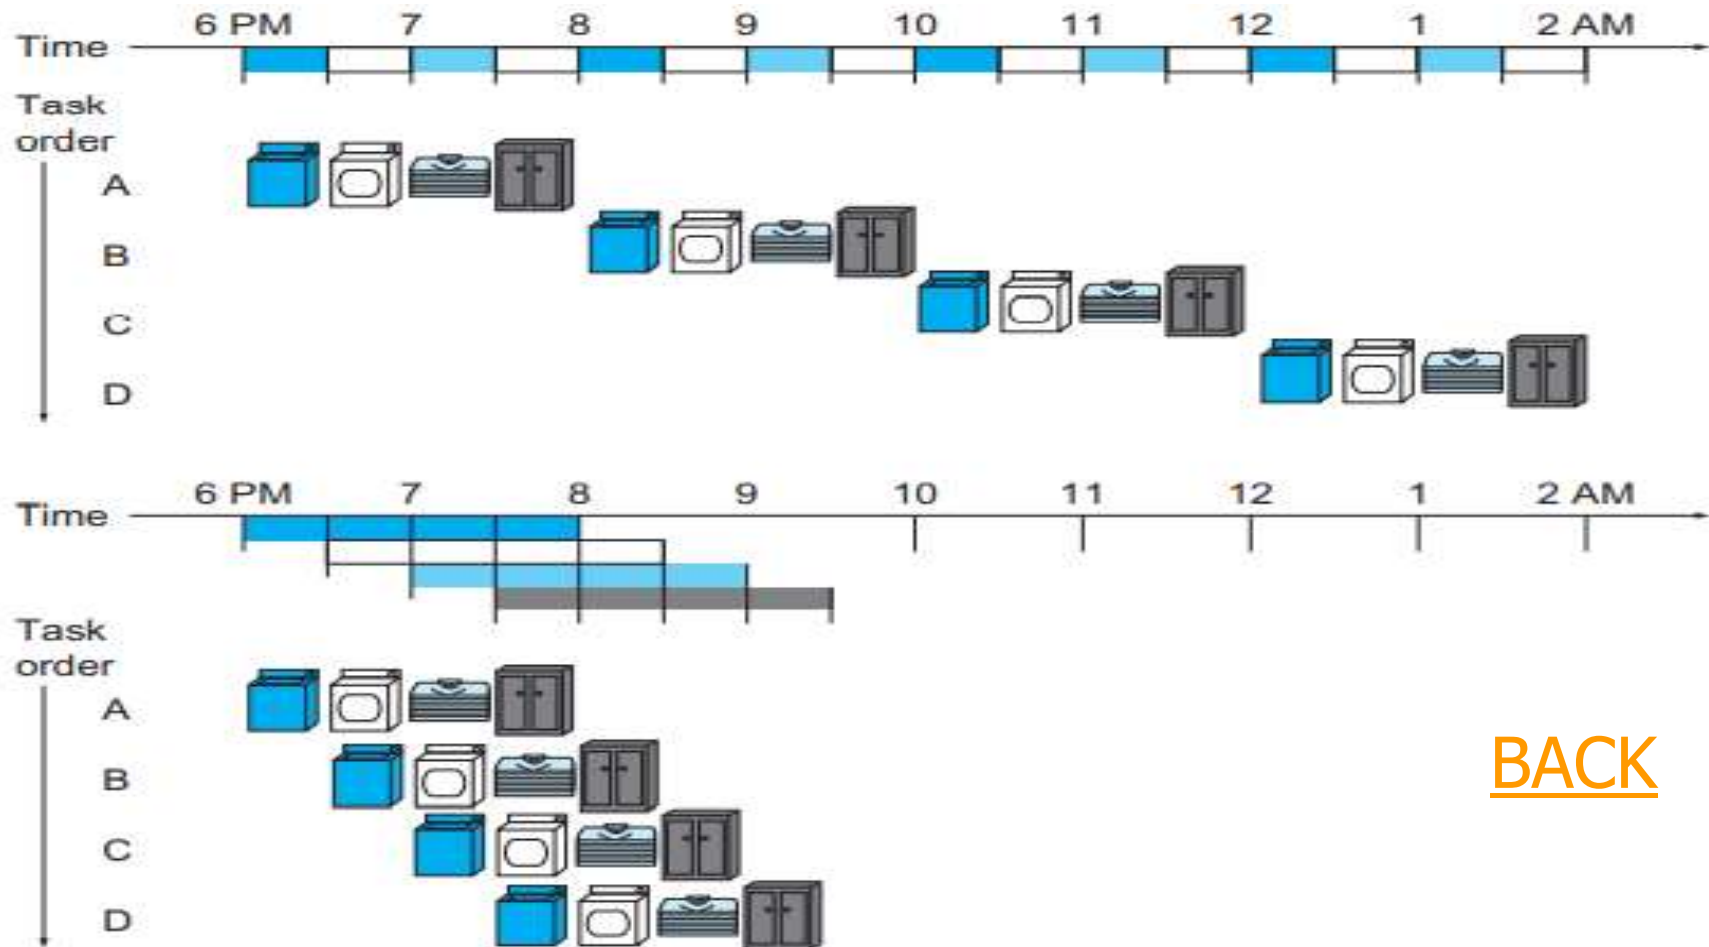 6 PM 7 8 9 10 11 12 1 2 AM
Time
Task
order
A
B
C
D
6 PM 7 8 9 10 11 12 1 2 AM
Time
Task
order
A
B
C
D
BACK